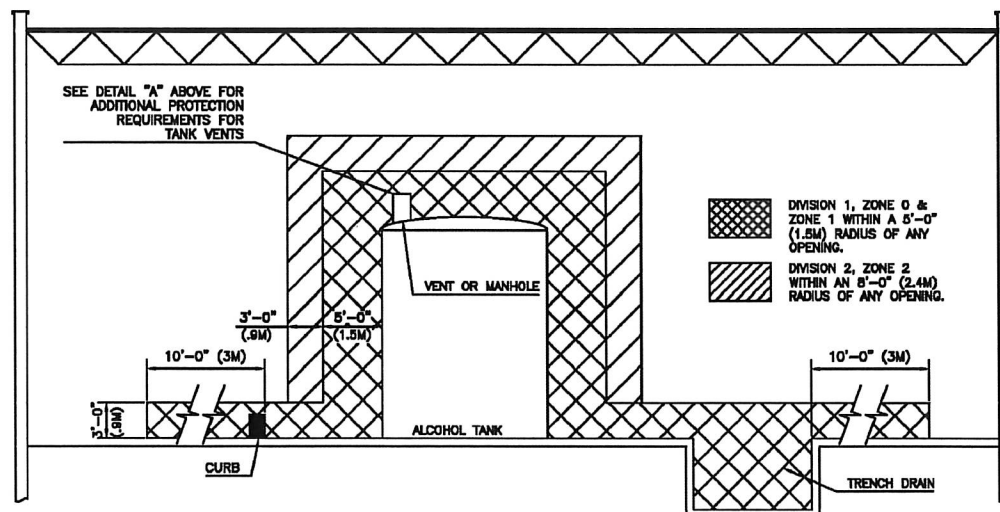 SEE DETAIL "A" ABOVE FOR
ADDITIONAL PROTECTION
REQUIREMENTS FOR
TANK VENTS
DIVISION 1, ZONE 0 &
ZONE 1 WITHIN A 5'-0"
(1.5M) RADIUS OF ANY
OPENING.
DIVISION 2, ZONE 2
WITHIN AN 8'-0" (2.4M)
RADIUS OF ANY OPENING.
VENT OR MANHOLE
3'-0"
(.9M)
5'-0"
(1.5M)
10'-0" (3M)
10'-0" (3M)
3'-0"
(.9M)
ALCOHOL TANK
CURB
TRENCH DRAIN